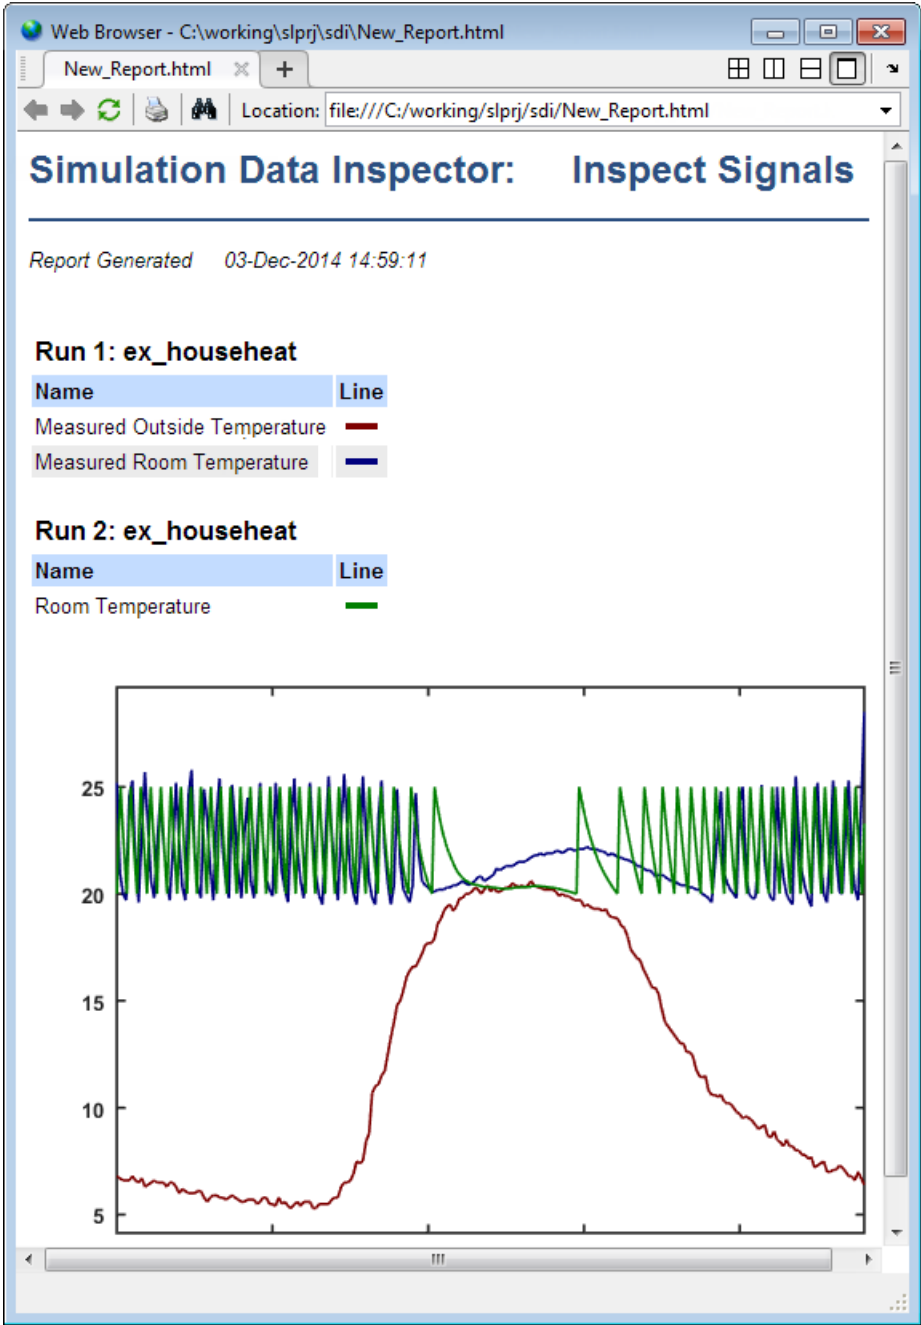 Web Browser - C:\working\slprj\sdi\New_Report.html
New_Report.html
Location: file:///C:/working/slprj/sdi/New_Report.html
Simulation Data Inspector: Inspect Signals
Report Generated 03-Dec-2014 14:59:11
Run 1: ex_househeat
Name Line
Measured Outside Temperature
Measured Room Temperature
Run 2: ex_househeat
Name Line
Room Temperature
25
20
15
10
5